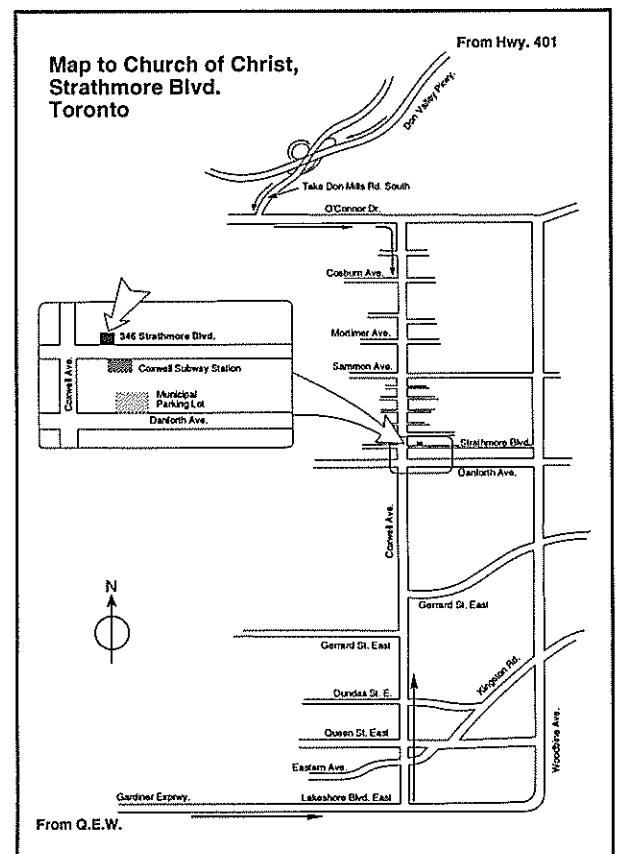 Map to Church of Christ,
Strathmore Blvd.
Toronto
From Hwy. 401
Don Valley Pkwy.
Take Don Mills Rd. South
O'Connor Dr.
Cosburn Ave.
Mortimer Ave.
Sammon Ave.
346 Strathmore Blvd.
Coxwell Subway Station
Municipal
Parking Lot
Danforth Ave.
Coxwell Ave.
Strathmore Blvd.
Danforth Ave.
Coxwell Ave.
N
Gerrard St. East
Gerrard St. East
Kingston Rd.
Dundas St. E.
Queen St. East
Eastern Ave.
Woodbine Ave.
Gardiner Exprwy.
Lakeshore Blvd. East
From Q.E.W.